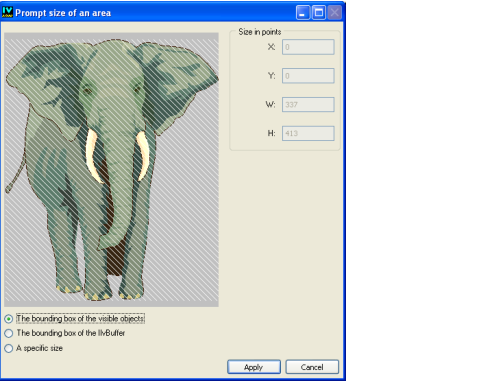 IV
Prompt size of an area
Size in points
X: 0
Y: 0
W: 337
H: 413
The bounding box of the visible objects
The bounding box of the IlvBuffer
A specific size
Apply
Cancel